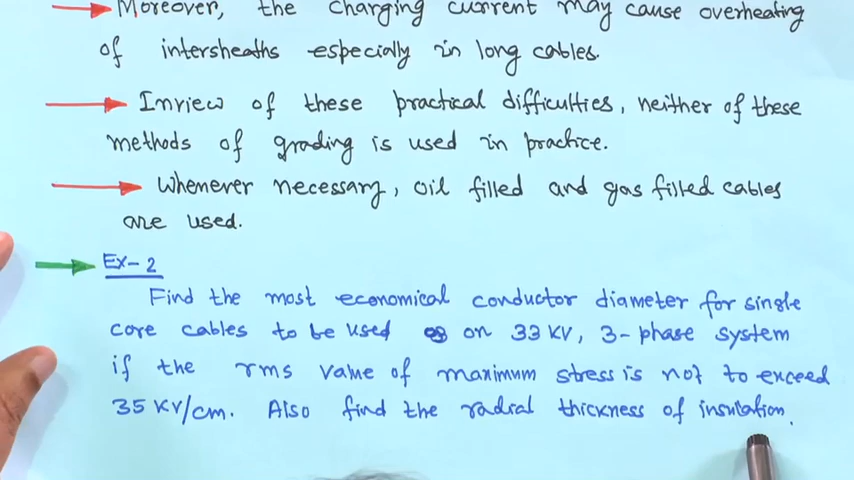 Moreover, the charging current may cause overheating
of intersheaths especially in long cables.
Inview of these practical difficulties, neither of these
methods of grading is used in practice.
Whenever necessary, oil filled and gas filled cables
are used.
Ex-2
Find the most economical conductor diameter for single
core cables to be used on 33 KV, 3-phase system
if the rms value of maximum stress is not to exceed
35 KV/cm. Also find the radial thickness of insulation.